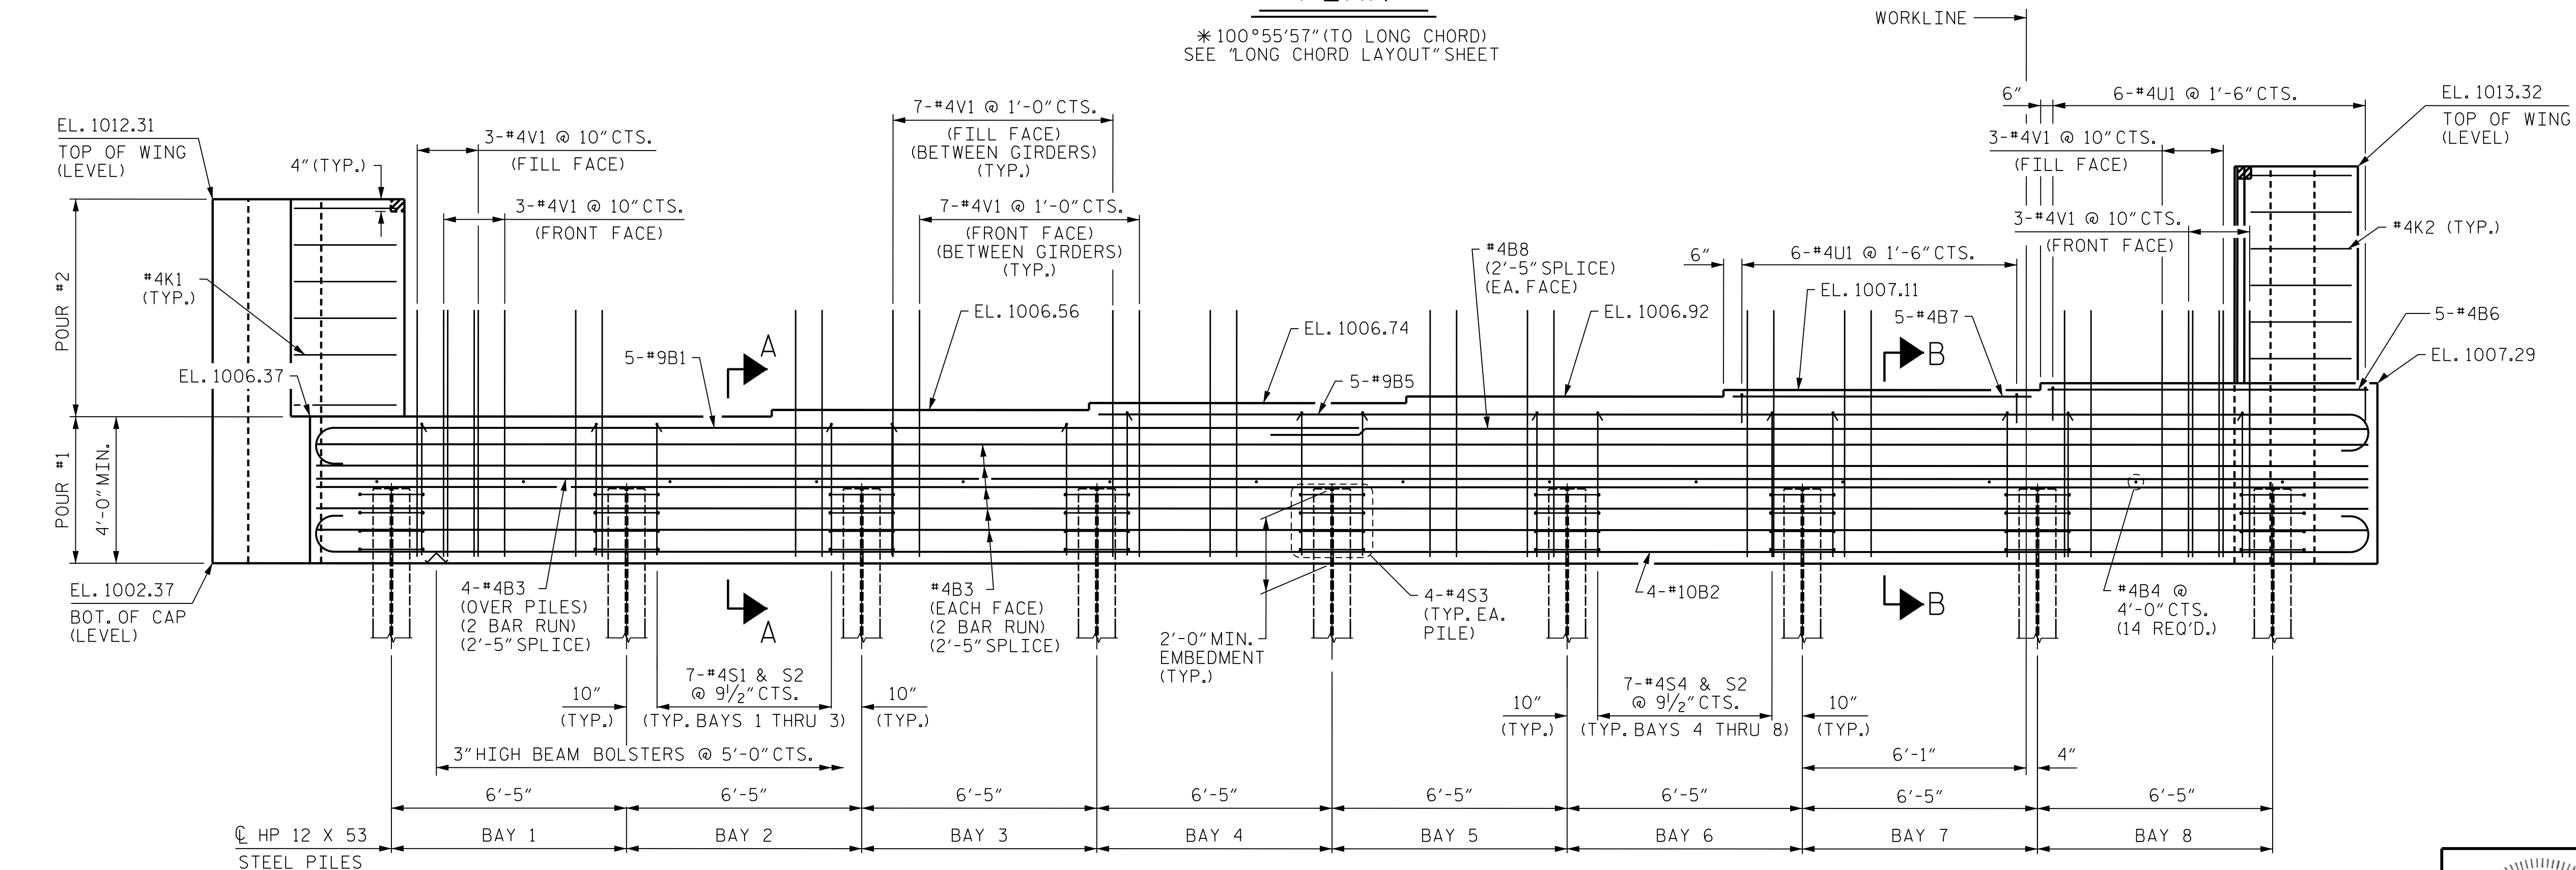 ✳ 100°55'57" (TO LONG CHORD)
SEE "LONG CHORD LAYOUT" SHEET
WORKLINE
EL. 1012.31
TOP OF WING
(LEVEL)
4" (TYP.)
3-#4V1 @ 10" CTS.
(FILL FACE)
3-#4V1 @ 10" CTS.
(FRONT FACE)
7-#4V1 @ 1'-0" CTS.
(FILL FACE)
(BETWEEN GIRDERS)
(TYP.)
7-#4V1 @ 1'-0" CTS.
(FRONT FACE)
(BETWEEN GIRDERS)
(TYP.)
#4B8
(2'-5" SPLICE)
(EA. FACE)
6"
6-#4U1 @ 1'-6" CTS.
6"
6-#4U1 @ 1'-6" CTS.
3-#4V1 @ 10" CTS.
(FILL FACE)
3-#4V1 @ 10" CTS.
(FRONT FACE)
EL. 1013.32
TOP OF WING
(LEVEL)
#4K2 (TYP.)
POUR #2
#4K1
(TYP.)
EL. 1006.37
5-#9B1
A
EL. 1006.56
EL. 1006.74
5-#9B5
EL. 1006.92
EL. 1007.11
5-#4B7
B
5-#4B6
EL. 1007.29
POUR #1
4'-0" MIN.
EL. 1002.37
BOT. OF CAP
(LEVEL)
4-#4B3
(OVER PILES)
(2 BAR RUN)
(2'-5" SPLICE)
A
#4B3
(EACH FACE)
(2 BAR RUN)
(2'-5" SPLICE)
2'-0" MIN.
EMBEDMENT
(TYP.)
4-#4S3
(TYP. EA.
PILE)
4-#10B2
B
#4B4 @
4'-0" CTS.
(14 REQ'D.)
10"
(TYP.)
7-#4S1 & S2
@ 9½" CTS.
(TYP. BAYS 1 THRU 3)
10"
(TYP.)
10"
(TYP.)
7-#4S4 & S2
@ 9½" CTS.
(TYP. BAYS 4 THRU 8)
10"
(TYP.)
3" HIGH BEAM BOLSTERS @ 5'-0" CTS.
6'-1"
4"
6'-5"
6'-5"
6'-5"
6'-5"
6'-5"
6'-5"
6'-5"
6'-5"
℄ HP 12 X 53
STEEL PILES
BAY 1
BAY 2
BAY 3
BAY 4
BAY 5
BAY 6
BAY 7
BAY 8